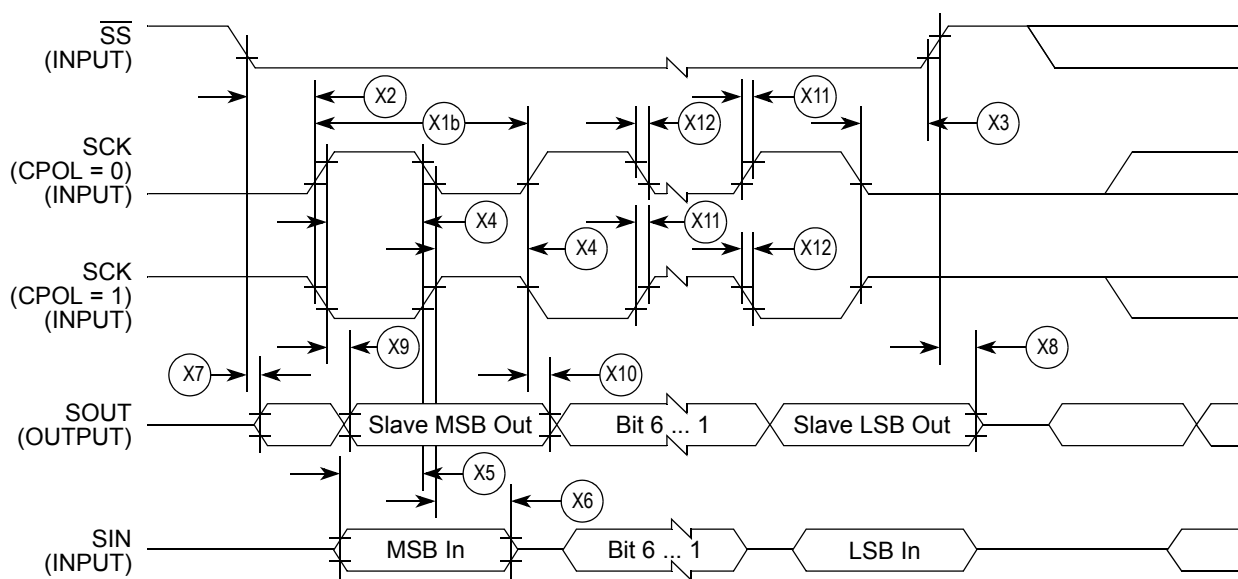 SS
(INPUT)
X2
X11
X1b
X12
X3
SCK
(CPOL = 0)
(INPUT)
X4
X11
X4
X12
SCK
(CPOL = 1)
(INPUT)
X9
X8
X7
X10
SOUT
(OUTPUT)
Slave MSB Out
Bit 6 ... 1
Slave LSB Out
X5
X6
SIN
(INPUT)
MSB In
Bit 6 ... 1
LSB In